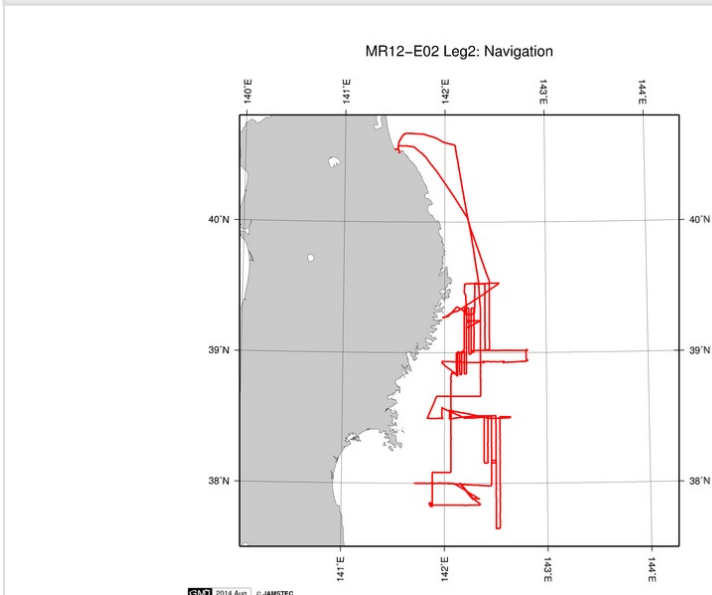 MR12−E02 Leg2: Navigation
140˚E 141˚E 142˚E 143˚E 144˚E
40˚N 40˚N
39˚N 39˚N
38˚N 38˚N
141˚E 142˚E 143˚E 144˚E
GMD 2014 Aug © JAMSTEC